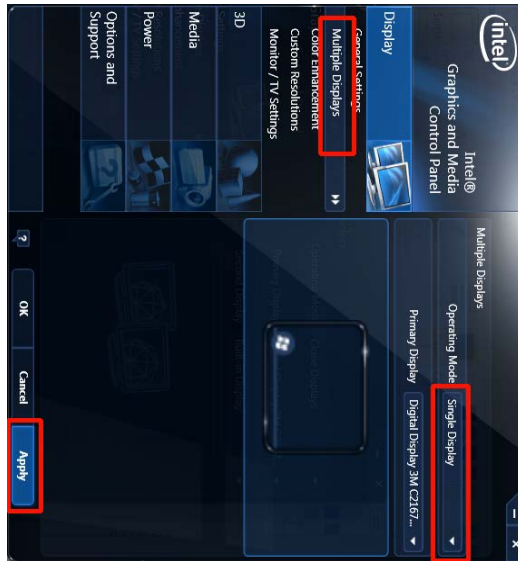 intel
Intel®
Graphics and Media
Control Panel
Display
General Settings
Multiple Displays
Color Enhancement
Custom Resolutions
Monitor / TV Settings
3D
Media
Power
Options and
Support
Multiple Displays
Operating Mode
Single Display
Primary Display
Digital Display 3M C2167...
?
OK
Cancel
Apply